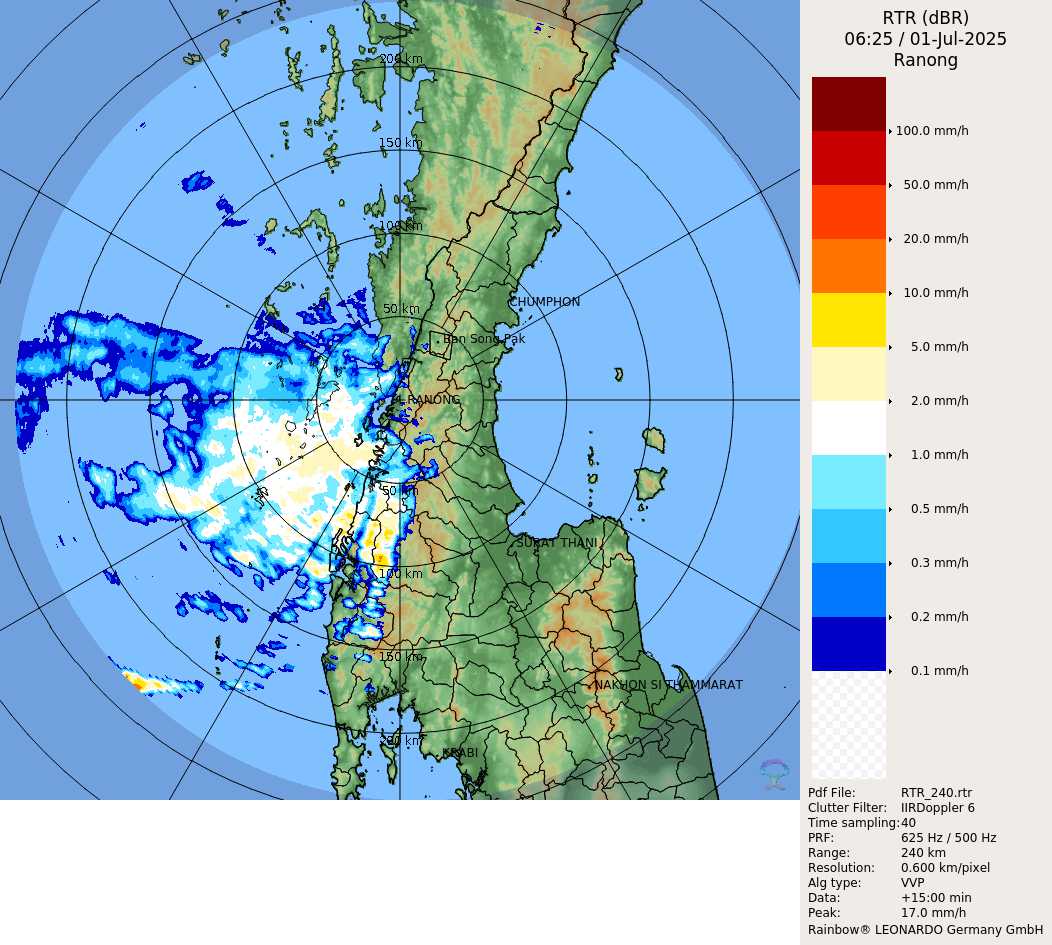 RTR (dBR)
06:25 / 01-Jul-2025
Ranong
100.0 mm/h
50.0 mm/h
20.0 mm/h
10.0 mm/h
5.0 mm/h
2.0 mm/h
1.0 mm/h
0.5 mm/h
0.3 mm/h
0.2 mm/h
0.1 mm/h
Pdf File: RTR_240.rtr
Clutter Filter: IIRDoppler 6
Time sampling: 40
PRF: 625 Hz / 500 Hz
Range: 240 km
Resolution: 0.600 km/pixel
Alg type: VVP
Data: +15:00 min
Peak: 17.0 mm/h
Rainbow® LEONARDO Germany GmbH
200 km
150 km
100 km
50 km
CHUMPHON
Ban Song Pak
RANONG
50 km
SURAT THANI
100 km
150 km
NAKHON SI THAMMARAT
200 km
KRABI